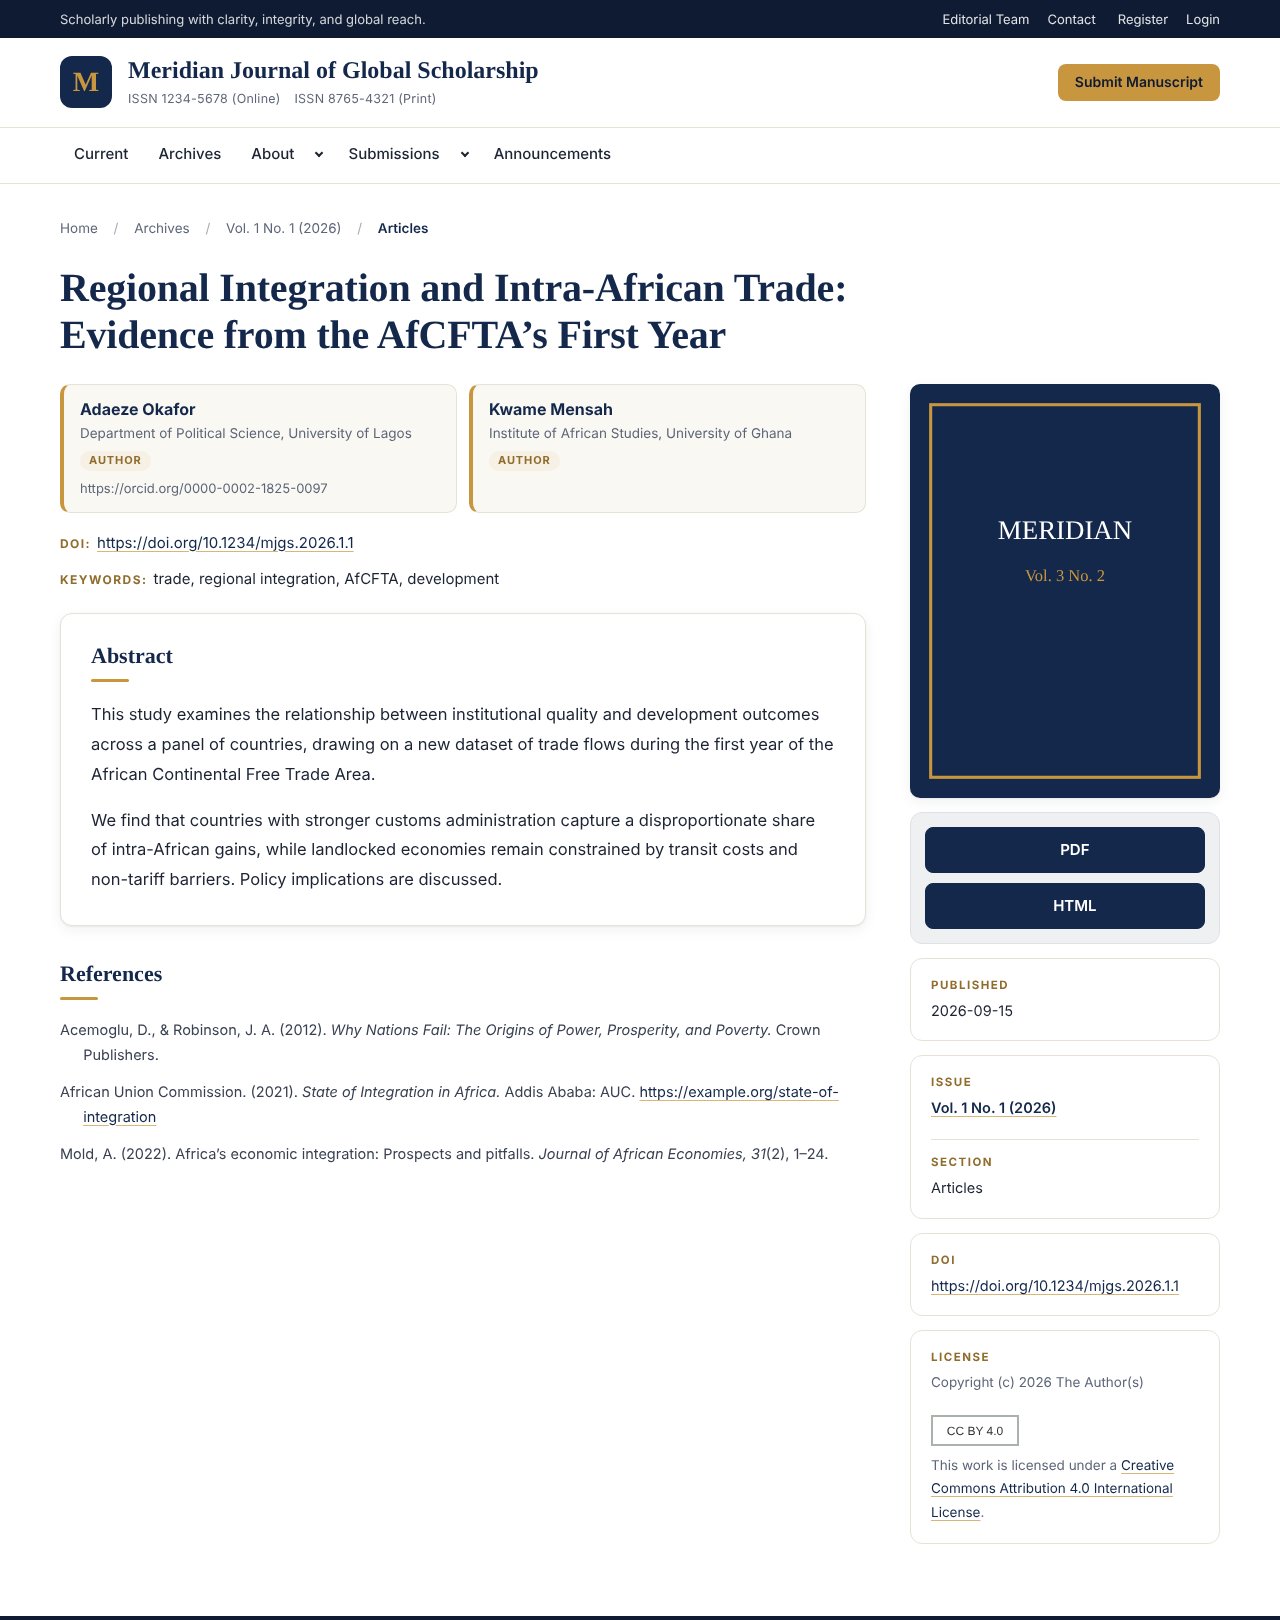 Scholarly publishing with clarity, integrity, and global reach.
Editorial Team Contact Register Login
M
Meridian Journal of Global Scholarship
ISSN 1234-5678 (Online) ISSN 8765-4321 (Print)
Submit Manuscript
Current Archives About Submissions Announcements
Home / Archives / Vol. 1 No. 1 (2026) / Articles
Regional Integration and Intra-African Trade:
Evidence from the AfCFTA’s First Year
Adaeze Okafor
Department of Political Science, University of Lagos
AUTHOR
https://orcid.org/0000-0002-1825-0097
Kwame Mensah
Institute of African Studies, University of Ghana
AUTHOR
DOI: https://doi.org/10.1234/mjgs.2026.1.1
KEYWORDS: trade, regional integration, AfCFTA, development
Abstract
This study examines the relationship between institutional quality and development outcomes
across a panel of countries, drawing on a new dataset of trade flows during the first year of the
African Continental Free Trade Area.
We find that countries with stronger customs administration capture a disproportionate share
of intra-African gains, while landlocked economies remain constrained by transit costs and
non-tariff barriers. Policy implications are discussed.
References
Acemoglu, D., & Robinson, J. A. (2012). Why Nations Fail: The Origins of Power, Prosperity, and Poverty. Crown
Publishers.
African Union Commission. (2021). State of Integration in Africa. Addis Ababa: AUC. https://example.org/state-of-
integration
Mold, A. (2022). Africa’s economic integration: Prospects and pitfalls. Journal of African Economies, 31(2), 1–24.
MERIDIAN
Vol. 3 No. 2
PDF
HTML
PUBLISHED
2026-09-15
ISSUE
Vol. 1 No. 1 (2026)
SECTION
Articles
DOI
https://doi.org/10.1234/mjgs.2026.1.1
LICENSE
Copyright (c) 2026 The Author(s)
CC BY 4.0
This work is licensed under a Creative
Commons Attribution 4.0 International
License.